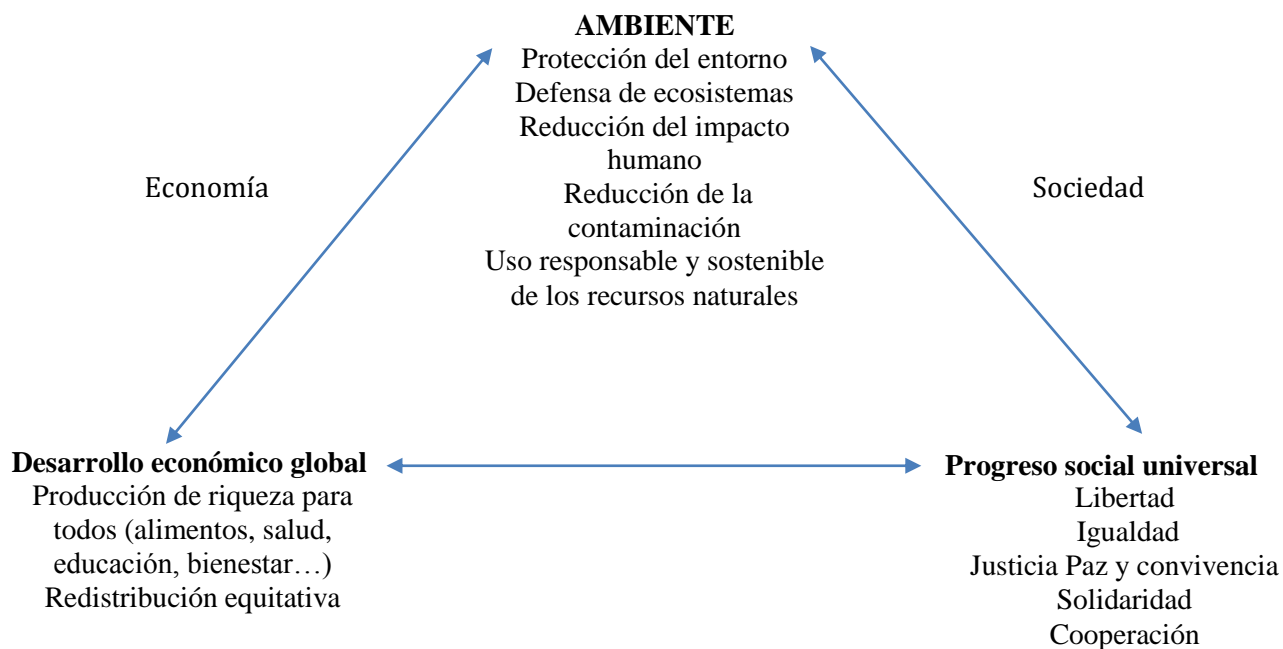 AMBIENTE
Protección del entorno
Defensa de ecosistemas
Reducción del impacto
humano
Reducción de la
contaminación
Uso responsable y sostenible
de los recursos naturales
Economía
Sociedad
Desarrollo económico global
Producción de riqueza para
todos (alimentos, salud,
educación, bienestar…)
Redistribución equitativa
Progreso social universal
Libertad
Igualdad
Justicia Paz y convivencia
Solidaridad
Cooperación